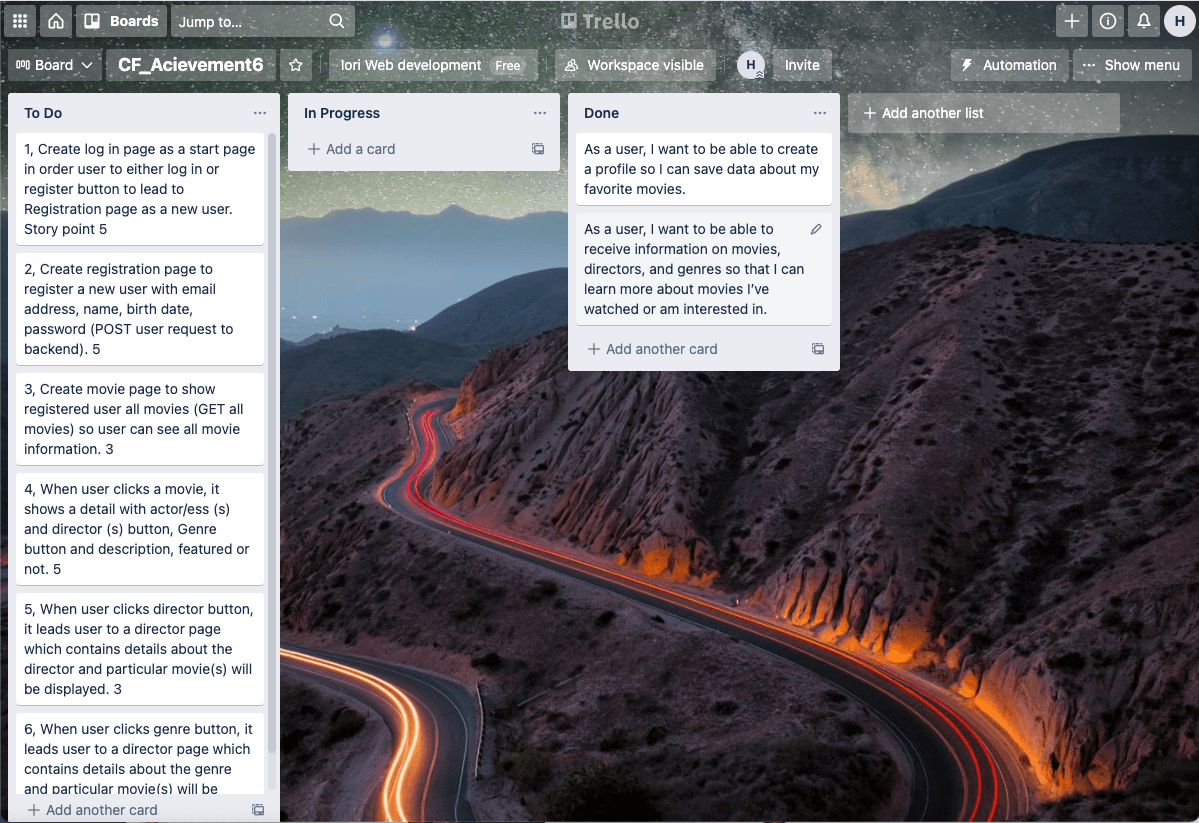 Boards
Jump to...
Trello
H
Board
CF_Acievement6
Iori Web development
Free
Workspace visible
H
Invite
Automation
Show menu
To Do
1, Create log in page as a start page
in order user to either log in or
register button to lead to
Registration page as a new user.
Story point 5
2, Create registration page to
register a new user with email
address, name, birth date,
password (POST user request to
backend). 5
3, Create movie page to show
registered user all movies (GET all
movies) so user can see all movie
information. 3
4, When user clicks a movie, it
shows a detail with actor/ess (s)
and director (s) button, Genre
button and description, featured or
not. 5
5, When user clicks director button,
it leads user to a director page
which contains details about the
director and particular movie(s) will
be displayed. 3
6, When user clicks genre button, it
leads user to a director page which
contains details about the genre
and particular movie(s) will be
Add another card
In Progress
Add a card
Done
As a user, I want to be able to create
a profile so I can save data about my
favorite movies.
As a user, I want to be able to
receive information on movies,
directors, and genres so that I can
learn more about movies I've
watched or am interested in.
Add another card
Add another list